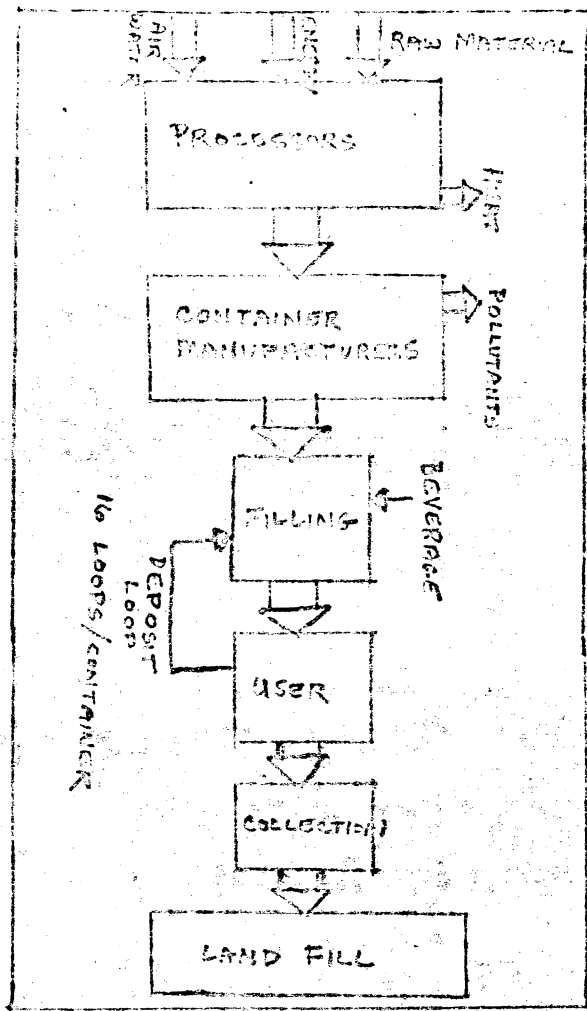 RAW MATERIAL
ENERGY
AIR
WATER
PROCESSORS
HEAT
CONTAINER
MANUFACTURERS
POLLUTANTS
FILLING
BEVERAGE
DEPOSIT
LOOP
16 LOOPS/CONTAINER
USER
COLLECTION
LAND FILL